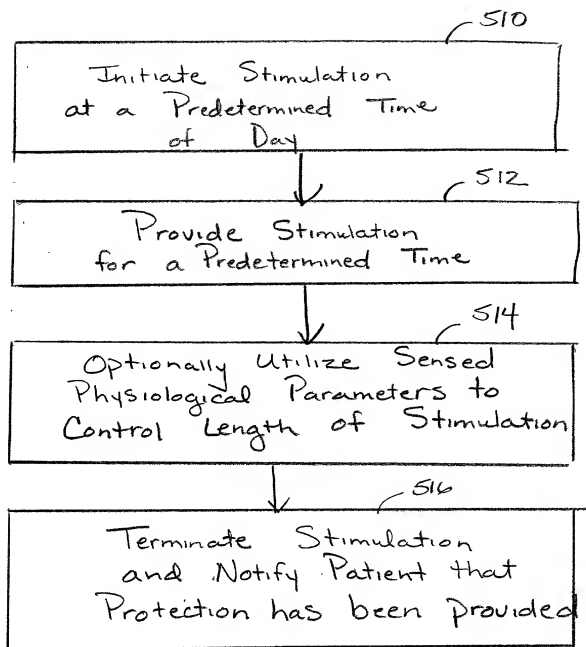 510
Initiate Stimulation
at a Predetermined Time
of Day
512
Provide Stimulation
for a Predetermined Time
514
Optionally Utilize Sensed
Physiological Parameters to
Control Length of Stimulation
516
Terminate Stimulation
and Notify Patient that
Protection has been provided